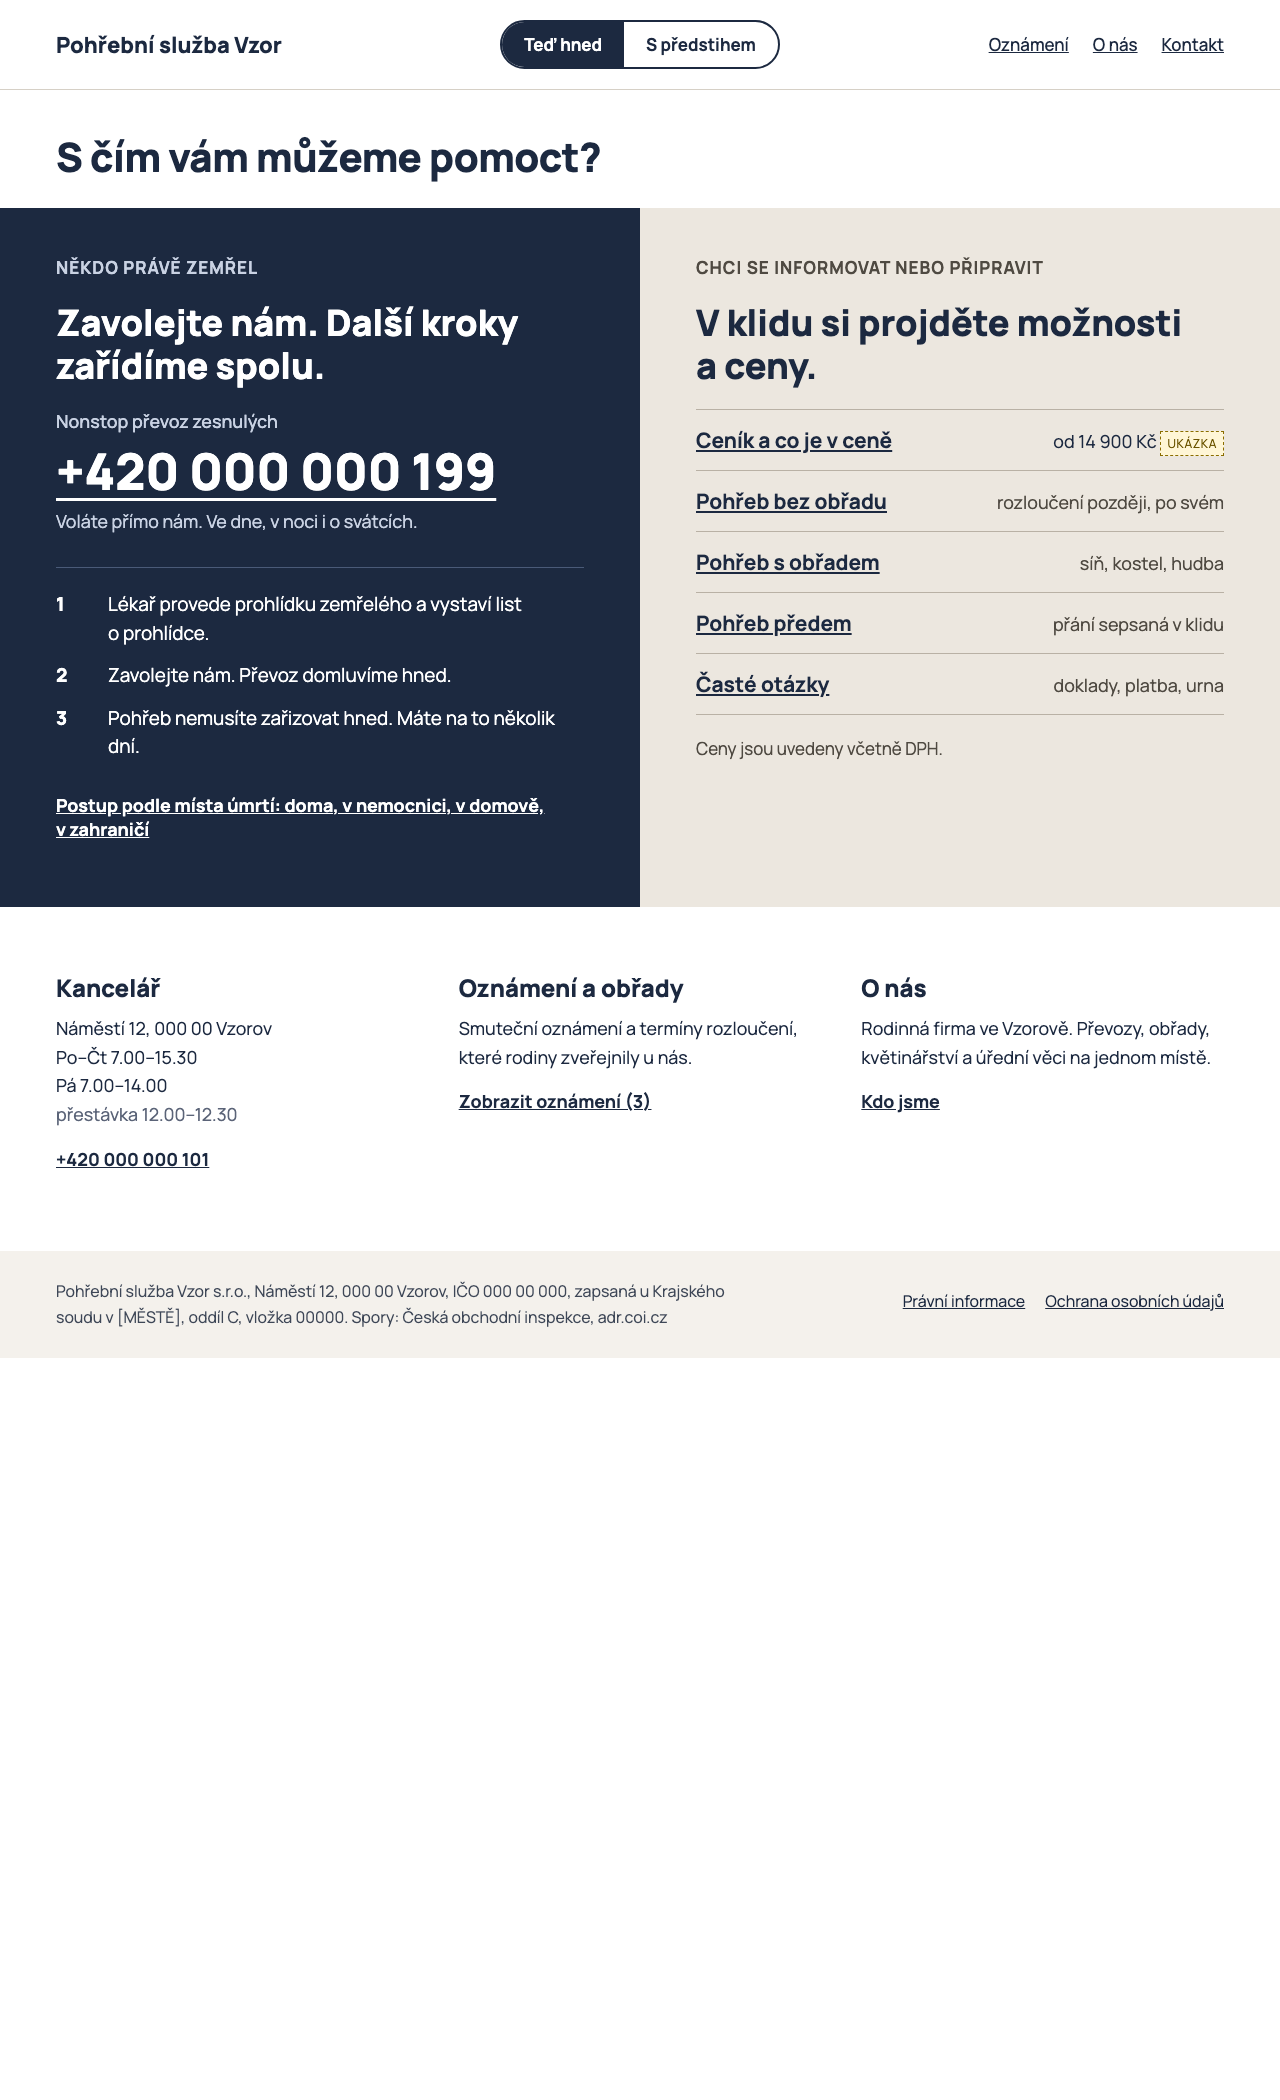 Pohřební služba Vzor
Teď hned
S předstihem
Oznámení
O nás
Kontakt
S čím vám můžeme pomoct?
NĚKDO PRÁVĚ ZEMŘEL
Zavolejte nám. Další kroky
zařídíme spolu.
Nonstop převoz zesnulých
+420 000 000 199
Voláte přímo nám. Ve dne, v noci i o svátcích.
1 Lékař provede prohlídku zemřelého a vystaví list
o prohlídce.
2 Zavolejte nám. Převoz domluvíme hned.
3 Pohřeb nemusíte zařizovat hned. Máte na to několik
dní.
Postup podle místa úmrtí: doma, v nemocnici, v domově,
v zahraničí
CHCI SE INFORMOVAT NEBO PŘIPRAVIT
V klidu si projděte možnosti
a ceny.
Ceník a co je v ceně od 14 900 Kč UKÁZKA
Pohřeb bez obřadu rozloučení později, po svém
Pohřeb s obřadem síň, kostel, hudba
Pohřeb předem přání sepsaná v klidu
Časté otázky doklady, platba, urna
Ceny jsou uvedeny včetně DPH.
Kancelář
Náměstí 12, 000 00 Vzorov
Po–Čt 7.00–15.30
Pá 7.00–14.00
přestávka 12.00–12.30
+420 000 000 101
Oznámení a obřady
Smuteční oznámení a termíny rozloučení,
které rodiny zveřejnily u nás.
Zobrazit oznámení (3)
O nás
Rodinná firma ve Vzorově. Převozy, obřady,
květinářství a úřední věci na jednom místě.
Kdo jsme
Pohřební služba Vzor s.r.o., Náměstí 12, 000 00 Vzorov, IČO 000 00 000, zapsaná u Krajského
soudu v [MĚSTĚ], oddíl C, vložka 00000. Spory: Česká obchodní inspekce, adr.coi.cz
Právní informace
Ochrana osobních údajů